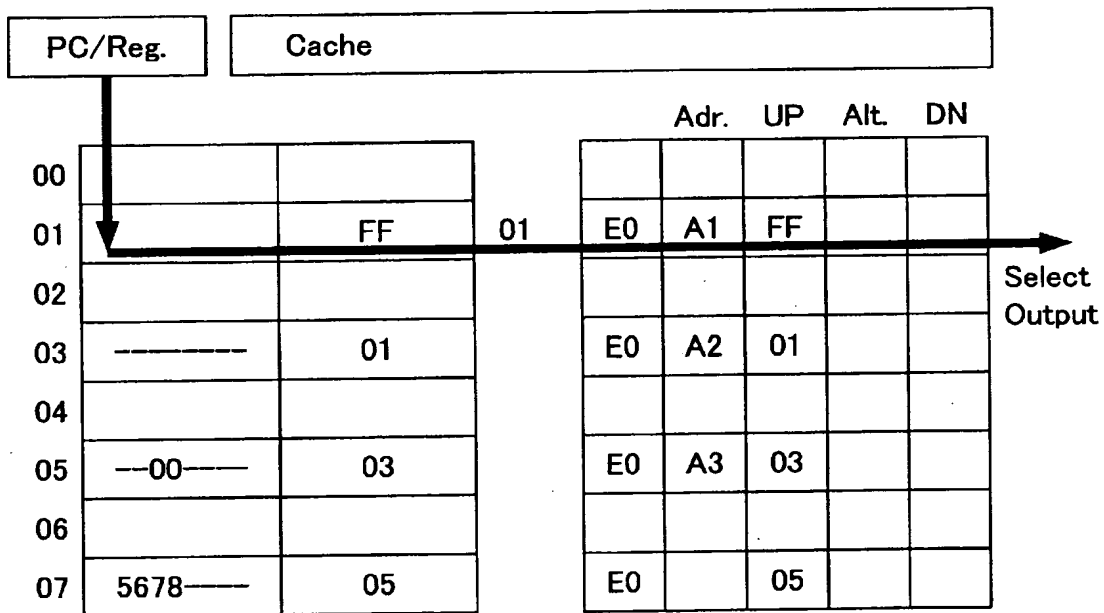 PC/Reg. Cache
Adr. UP Alt. DN
00
01 FF 01 E0 A1 FF
02
Select
Output
03 --------- 01 E0 A2 01
04
05 --00---- 03 E0 A3 03
06
07 5678---- 05 E0 05